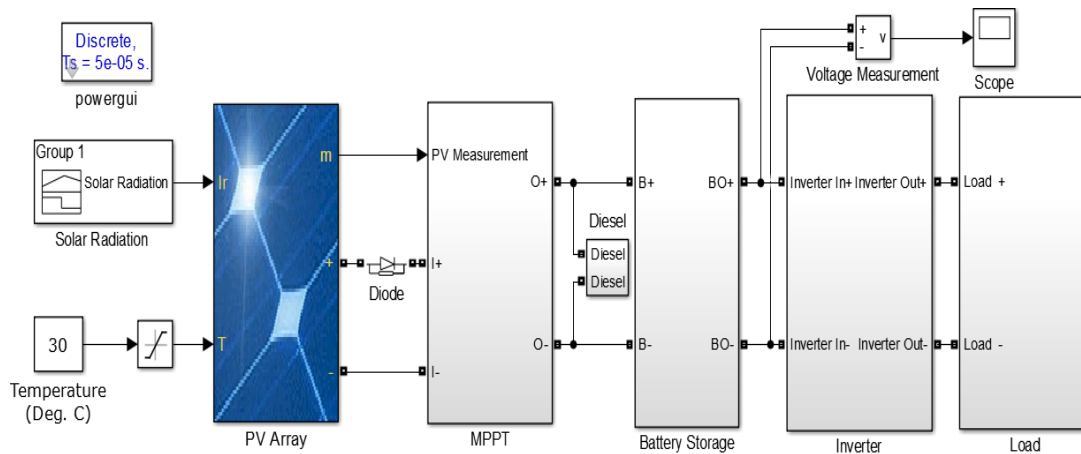 Discrete,
Ts = 5e-05 s.
powergui
Group 1
Solar Radiation
Solar Radiation
30
Temperature
(Deg. C)
Ir
T
m
+
-
PV Array
Diode
PV Measurement
I+
I-
O+
O-
MPPT
Diesel
Diesel
Diesel
B+
B-
BO+
BO-
Battery Storage
+
-
v
Voltage Measurement
Scope
Inverter In+ Inverter Out+
Inverter In- Inverter Out-
Inverter
Load +
Load -
Load